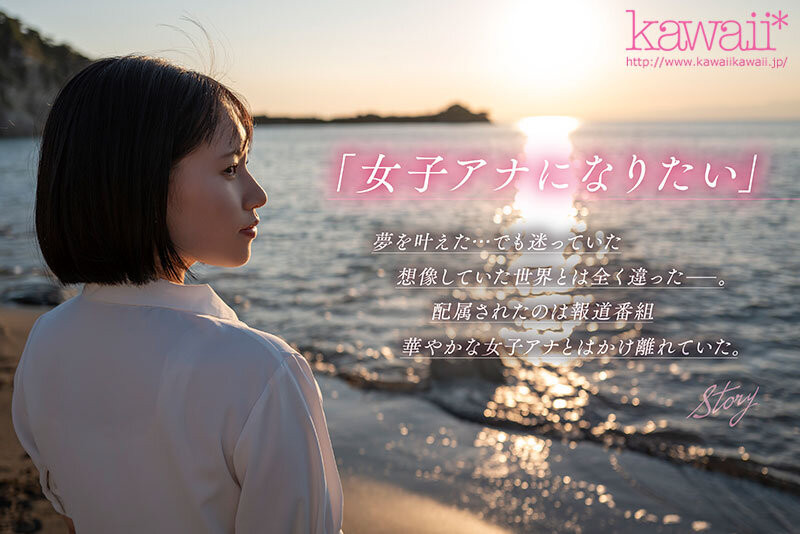 kawaii*
http://www.kawaiikawaii.jp/
「女子アナになりたい」
夢を叶えた…でも迷っていた
想像していた世界とは全く違った──。
配属されたのは報道番組
華やかな女子アナとはかけ離れていた。
Story